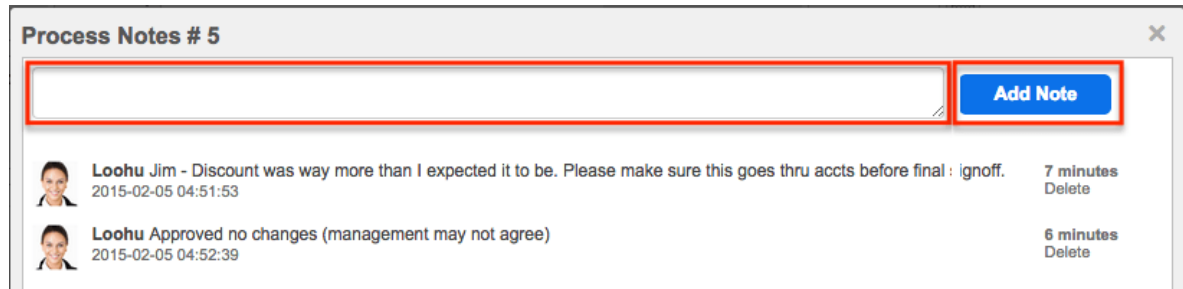 Process Notes # 5
Add Note
Loohu Jim - Discount was way more than I expected it to be. Please make sure this goes thru accts before final signoff.
7 minutes
2015-02-05 04:51:53
Delete
Loohu Approved no changes (management may not agree)
6 minutes
2015-02-05 04:52:39
Delete